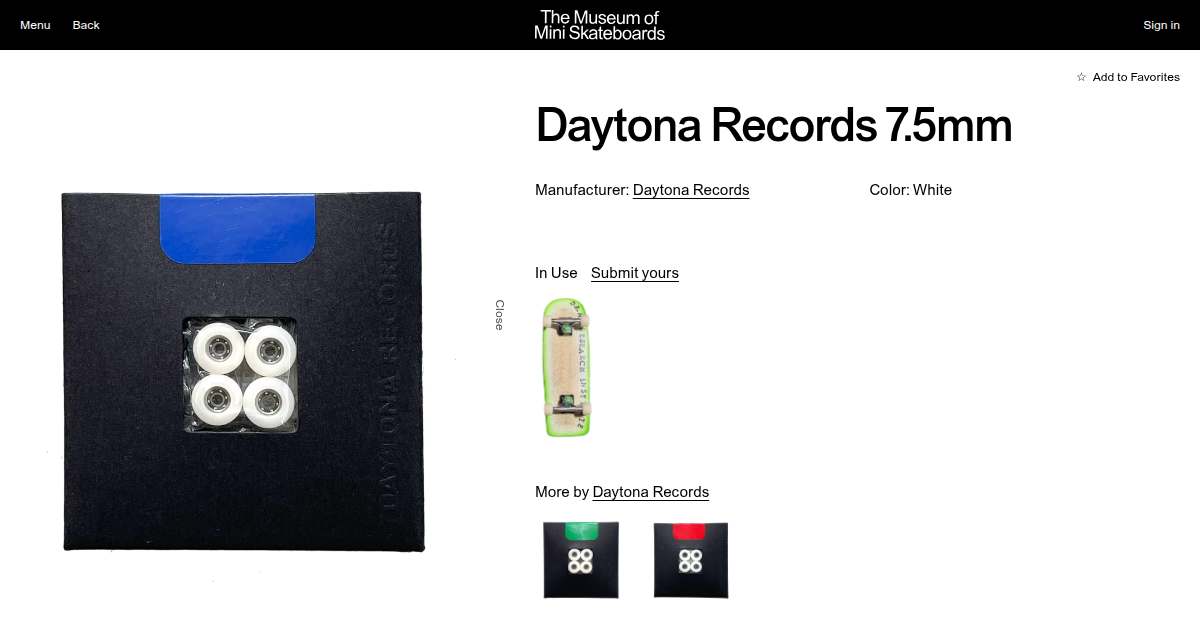 Menu
Back
The Museum of
Mini Skateboards
Sign in
☆ Add to Favorites
Daytona Records 7.5mm
Manufacturer: Daytona Records
Color: White
In Use
Submit yours
DAYTONA RECORDS
Close
More by Daytona Records